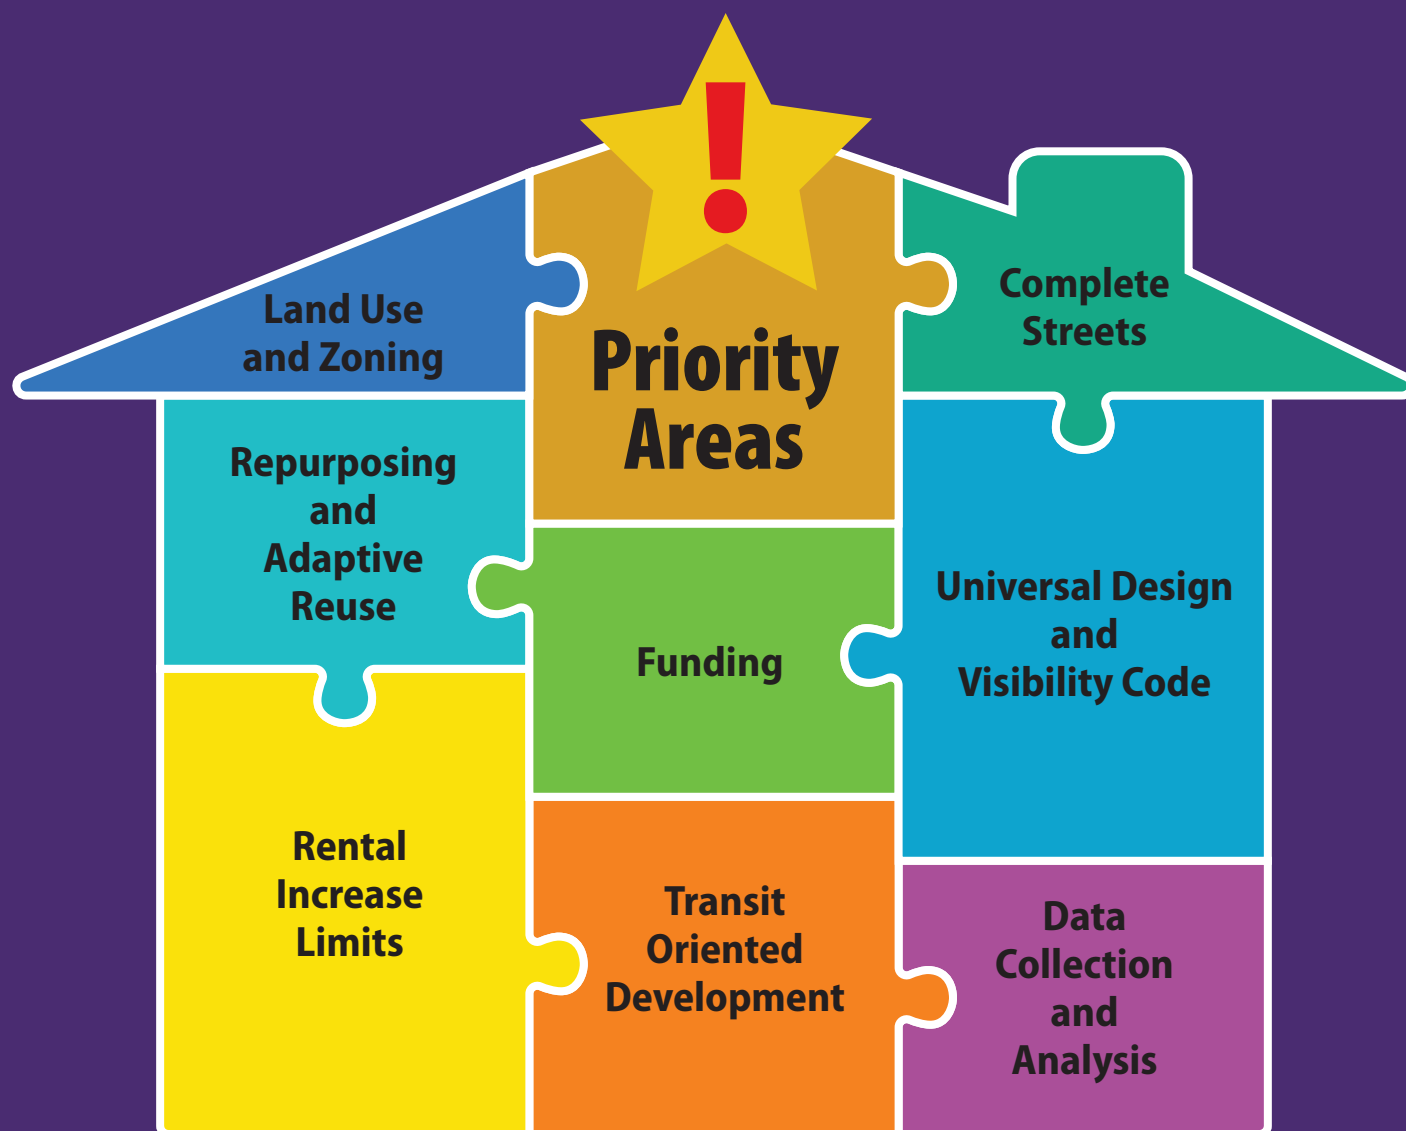 !
Priority
Areas
Land Use
and Zoning
Complete
Streets
Repurposing
and
Adaptive
Reuse
Funding
Universal Design
and
Visibility Code
Rental
Increase
Limits
Transit
Oriented
Development
Data
Collection
and
Analysis